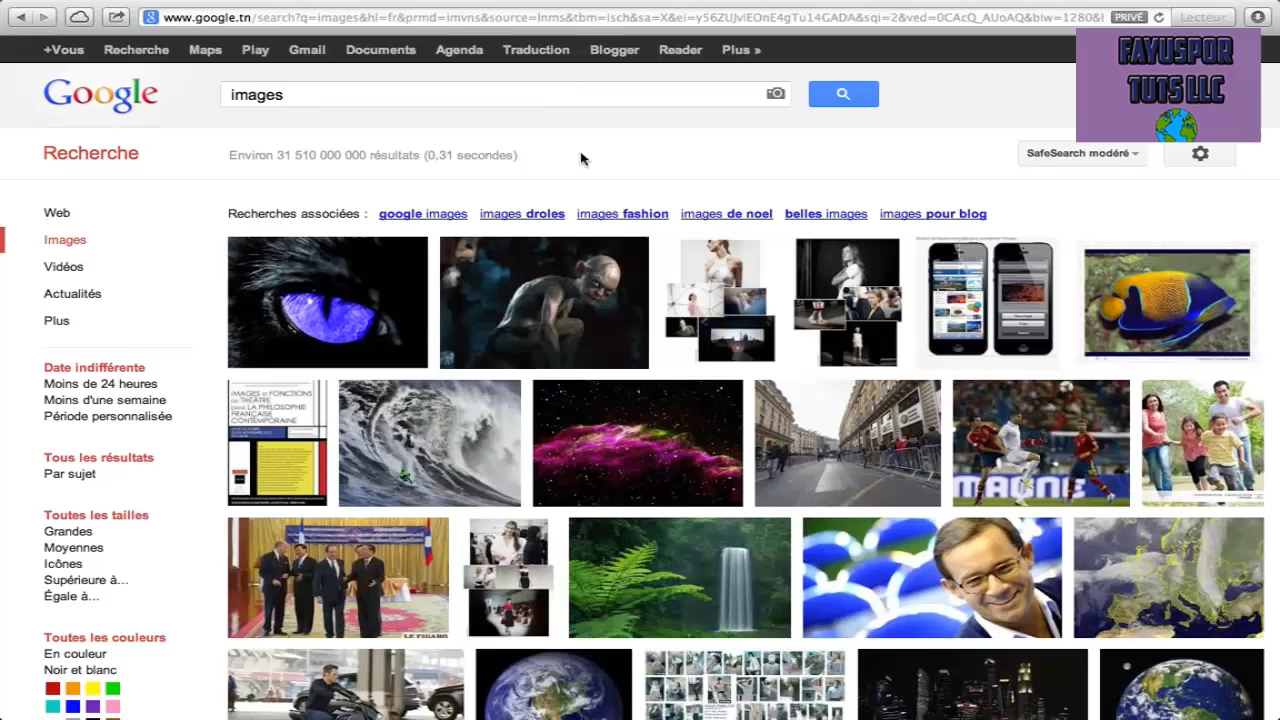 www.google.tn/search?q=images&hl=fr&prmd=imvns&source=lnms&tbm=isch&sa=X&ei=y56ZUJviEOnE4gTu14GADA&sqi=2&ved=0CAcQ_AUoAQ&biw=1280&
PRIVÉ
Lecteur
+Vous Recherche Maps Play Gmail Documents Agenda Traduction Blogger Reader Plus »
FAYUSPOR
TUTS LLC
Google
images
Recherche
Environ 31 510 000 000 résultats (0,31 secondes)
SafeSearch modéré
Web
Images
Vidéos
Actualités
Plus
Recherches associées : google images images droles images fashion images de noel belles images images pour blog
Date indifférente
Moins de 24 heures
Moins d'une semaine
Période personnalisée
Tous les résultats
Par sujet
Toutes les tailles
Grandes
Moyennes
Icônes
Supérieure à...
Égale à...
Toutes les couleurs
En couleur
Noir et blanc
IMAGES ET FONCTIONS
DU THÉÂTRE
DANS LA PHILOSOPHIE
FRANÇAISE
CONTEMPORAINE
LE FIGARO